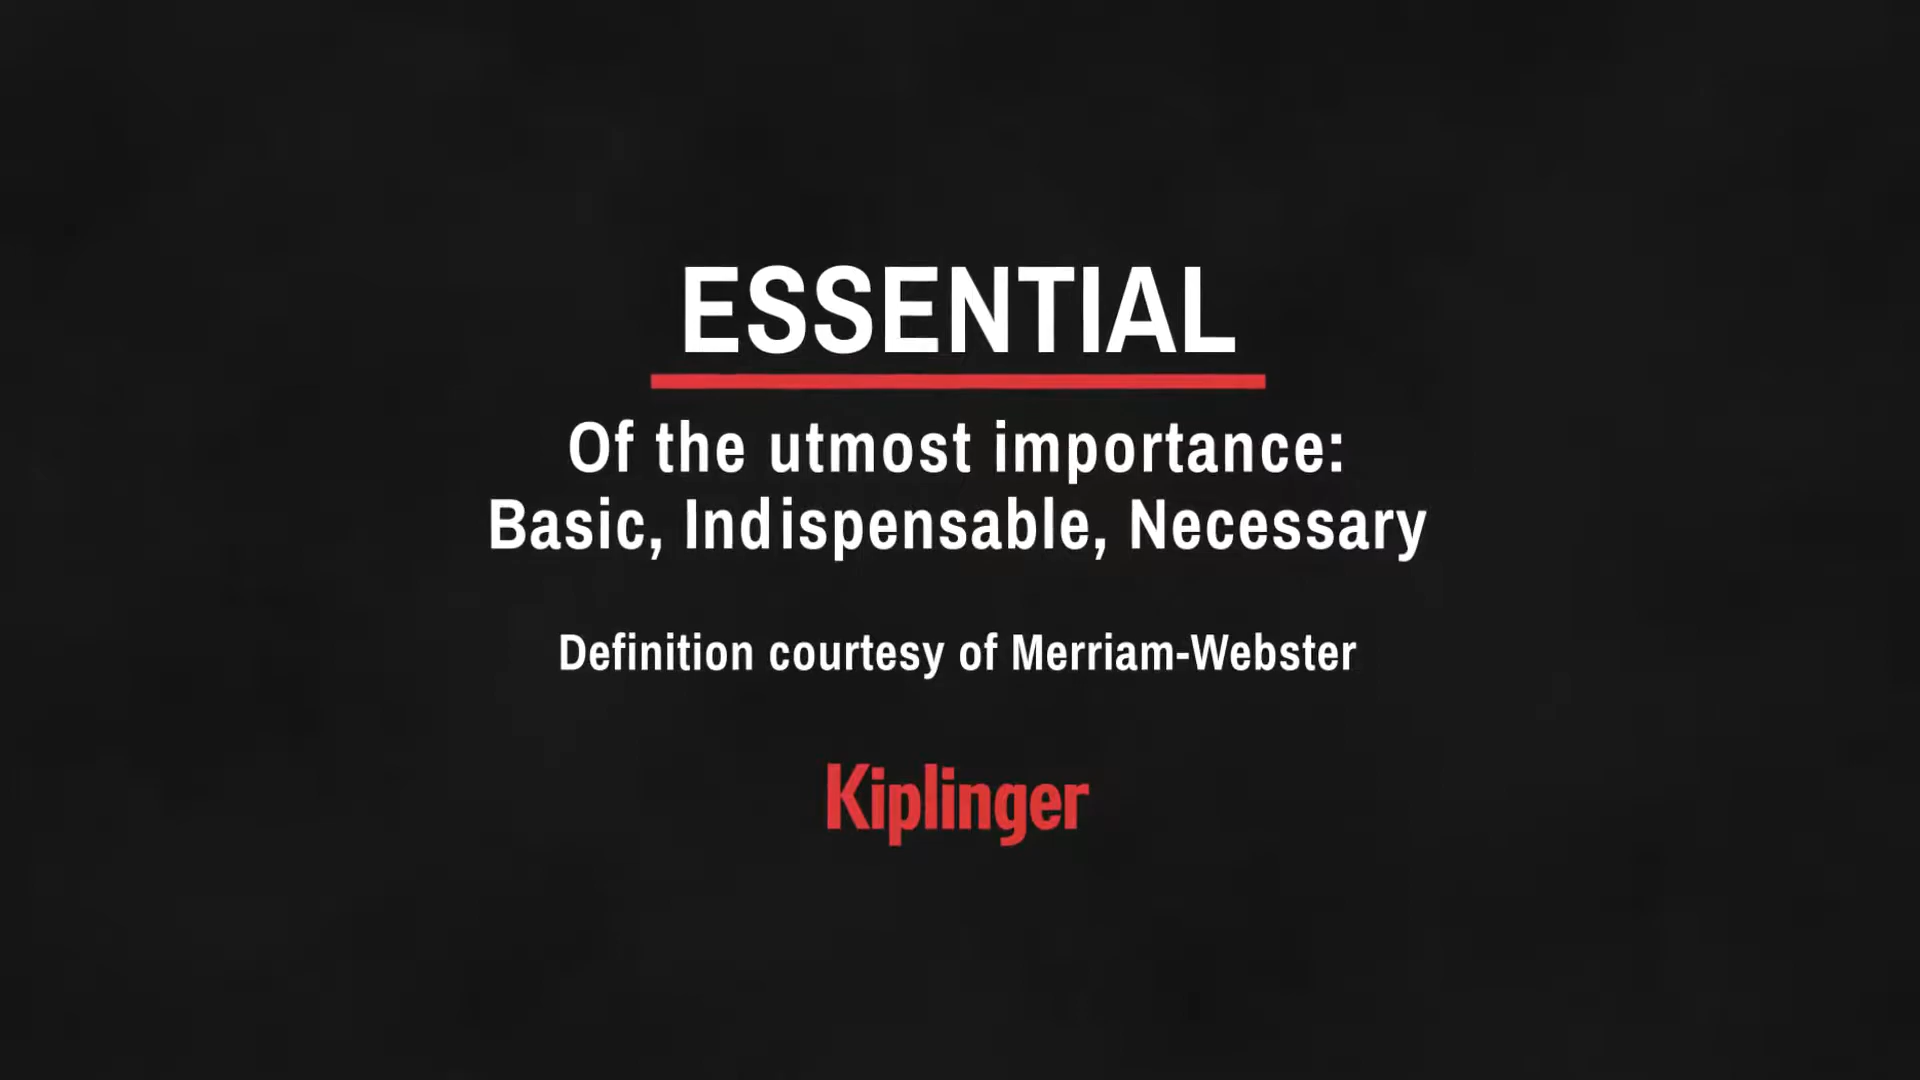 ESSENTIAL
Of the utmost importance:
Basic, Indispensable, Necessary
Definition courtesy of Merriam-Webster
Kiplinger